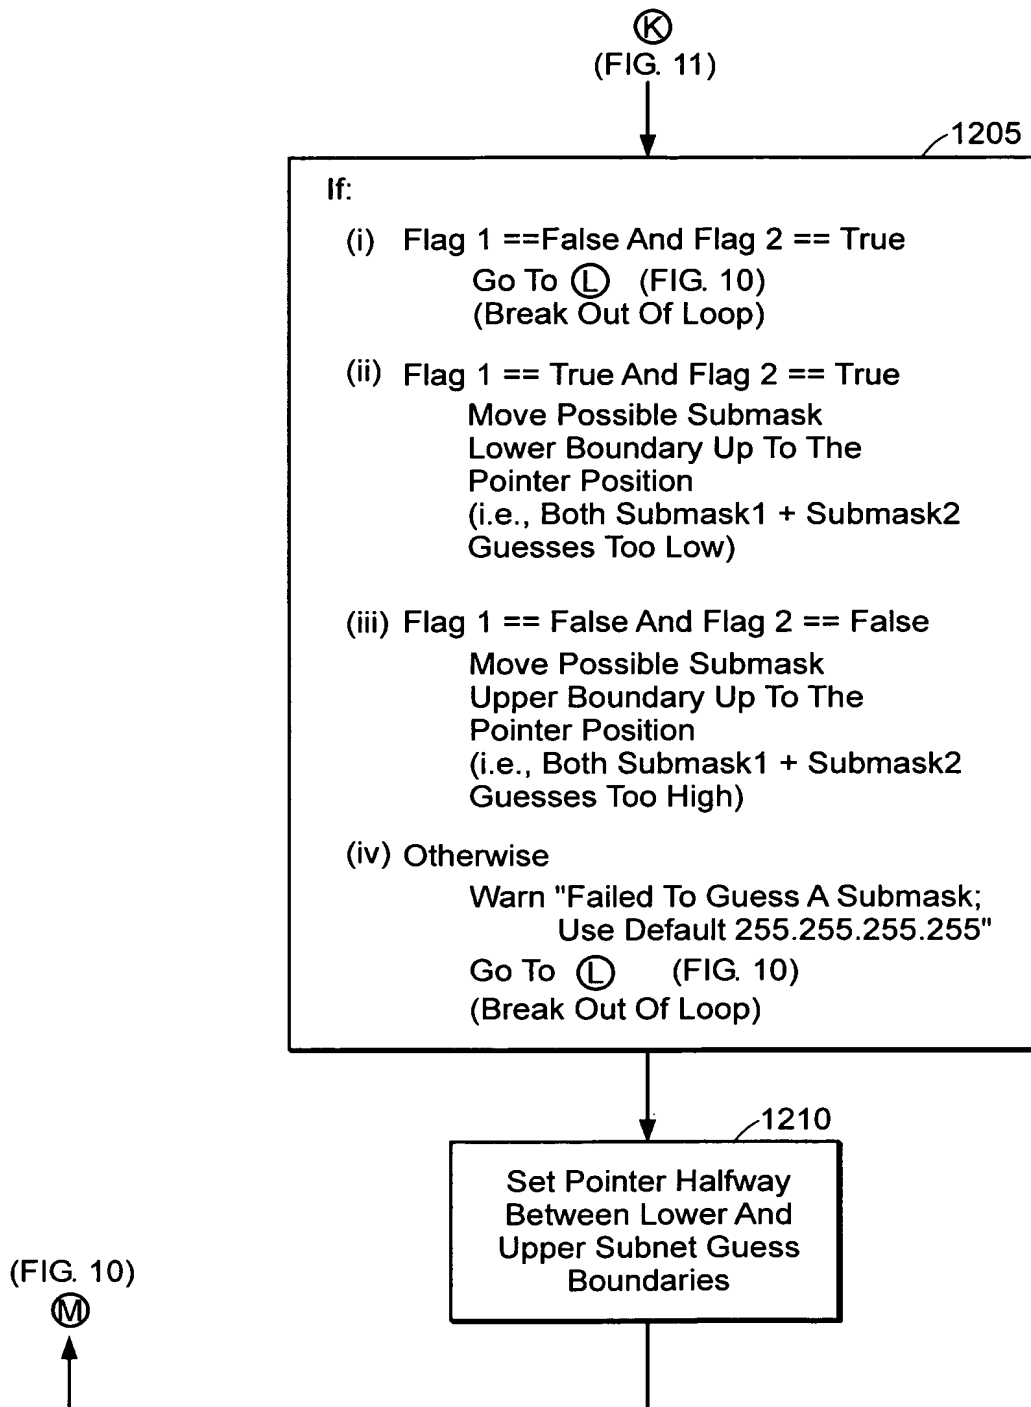 K
(FIG. 11)
1205
If:
(i) Flag 1 ==False And Flag 2 == True
Go To L (FIG. 10)
(Break Out Of Loop)
(ii) Flag 1 == True And Flag 2 == True
Move Possible Submask
Lower Boundary Up To The
Pointer Position
(i.e., Both Submask1 + Submask2
Guesses Too Low)
(iii) Flag 1 == False And Flag 2 == False
Move Possible Submask
Upper Boundary Up To The
Pointer Position
(i.e., Both Submask1 + Submask2
Guesses Too High)
(iv) Otherwise
Warn "Failed To Guess A Submask;
Use Default 255.255.255.255"
Go To L (FIG. 10)
(Break Out Of Loop)
1210
Set Pointer Halfway
Between Lower And
Upper Subnet Guess
Boundaries
(FIG. 10)
M